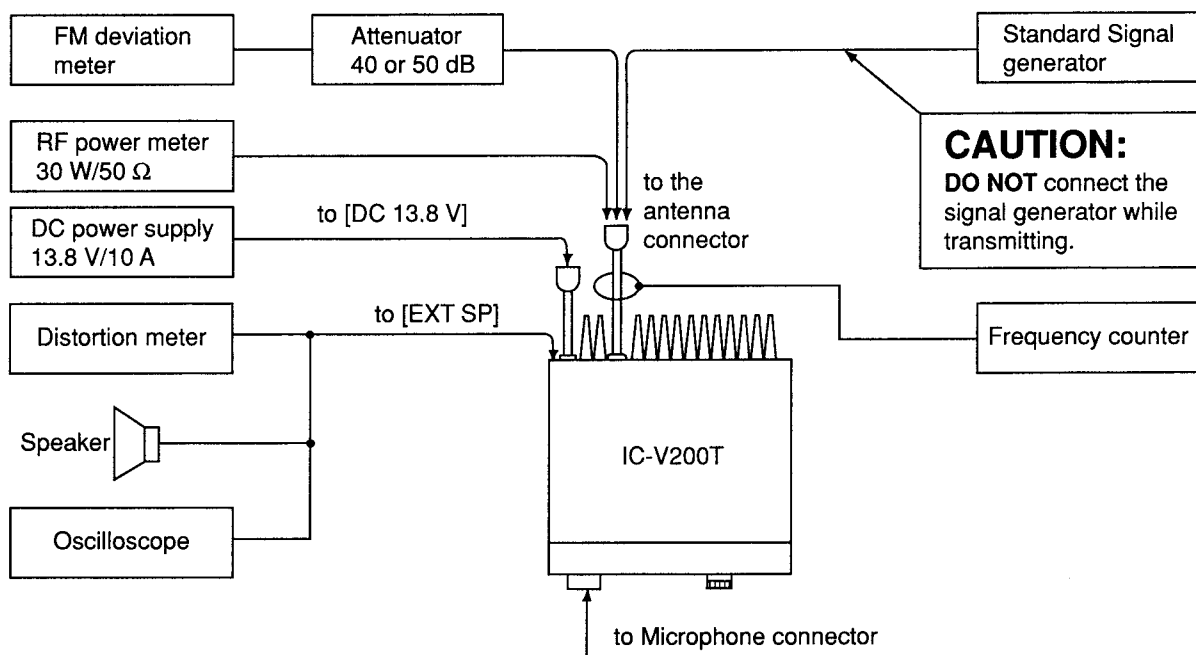 FM deviation
meter
Attenuator
40 or 50 dB
Standard Signal
generator
RF power meter
30 W/50 Ω
to the
antenna
connector
CAUTION:
DO NOT connect the
signal generator while
transmitting.
DC power supply
13.8 V/10 A
to [DC 13.8 V]
Distortion meter
to [EXT SP]
Frequency counter
Speaker
IC-V200T
Oscilloscope
to Microphone connector